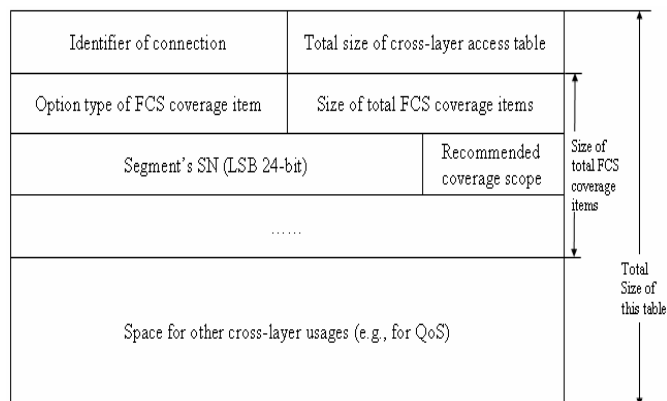 Identifier of connection
Total size of cross-layer access table
Option type of FCS coverage item
Size of total FCS coverage items
Segment's SN (LSB 24-bit)
Recommended
coverage scope
......
Space for other cross-layer usages (e.g., for QoS)
Size of
total FCS
coverage
items
Total
Size of
this table